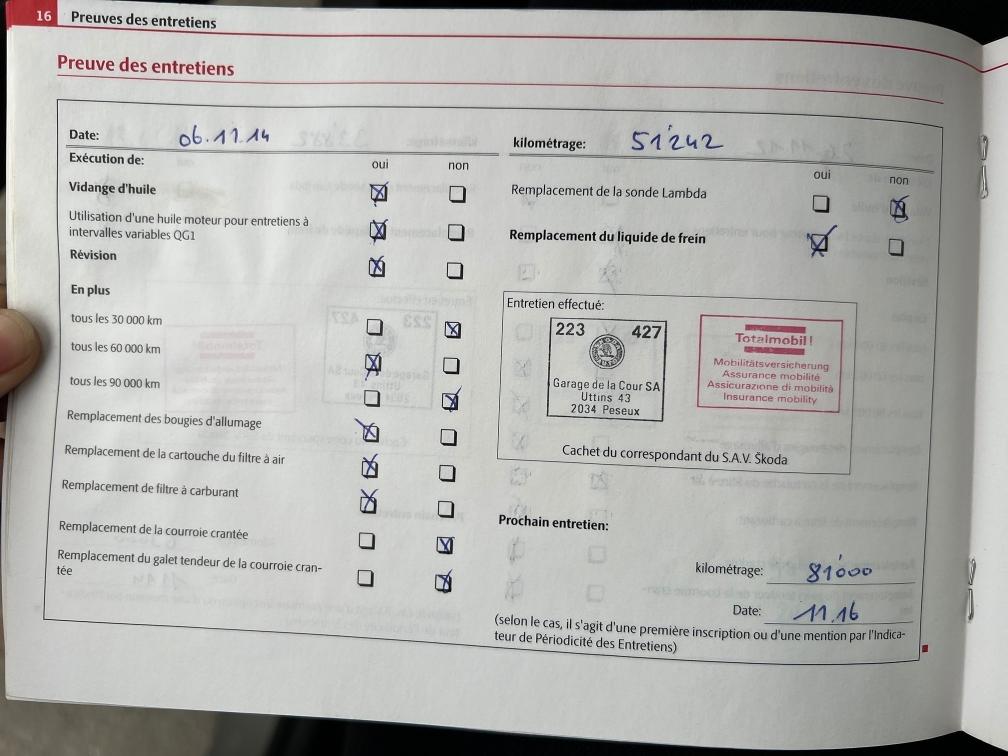 16 Preuves des entretiens
Preuve des entretiens
Date: 06.11.14
Exécution de:
oui non
Vidange d'huile
Utilisation d'une huile moteur pour entretiens à
intervalles variables QG1
Révision
En plus
tous les 30 000 km
tous les 60 000 km
tous les 90 000 km
Remplacement des bougies d'allumage
Remplacement de la cartouche du filtre à air
Remplacement de filtre à carburant
Remplacement de la courroie crantée
Remplacement du galet tendeur de la courroie cran-
tée
kilométrage: 51'242
oui non
Remplacement de la sonde Lambda
Remplacement du liquide de frein
Entretien effectué:
223 427
Garage de la Cour SA
Uttins 43
2034 Peseux
Totalmobil!
Mobilitätsversicherung
Assurance mobilité
Assicurazione di mobilità
Insurance mobility
Cachet du correspondant du S.A.V. Škoda
Prochain entretien:
kilométrage: 81'000
Date: 11.16
(selon le cas, il s'agit d'une première inscription ou d'une mention par l'Indica-
teur de Périodicité des Entretiens)